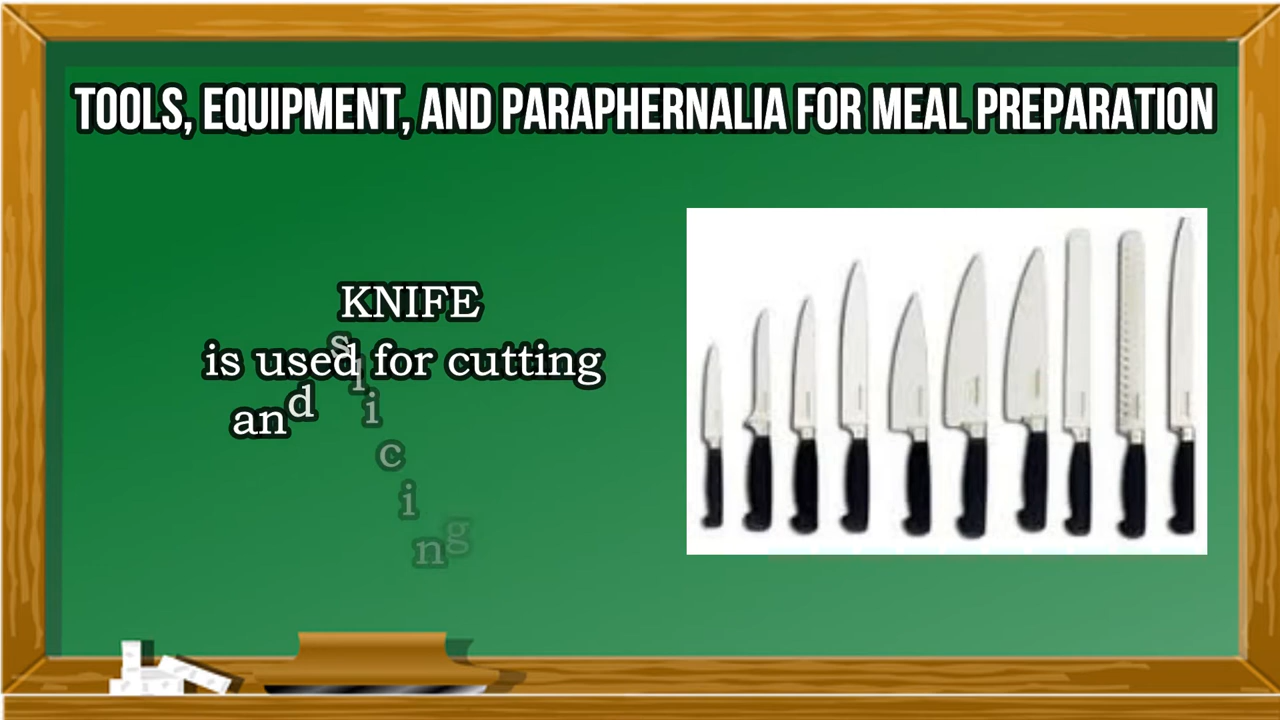 TOOLS, EQUIPMENT, AND PARAPHERNALIA FOR MEAL PREPARATION
KNIFE
is used for cutting
and slicing